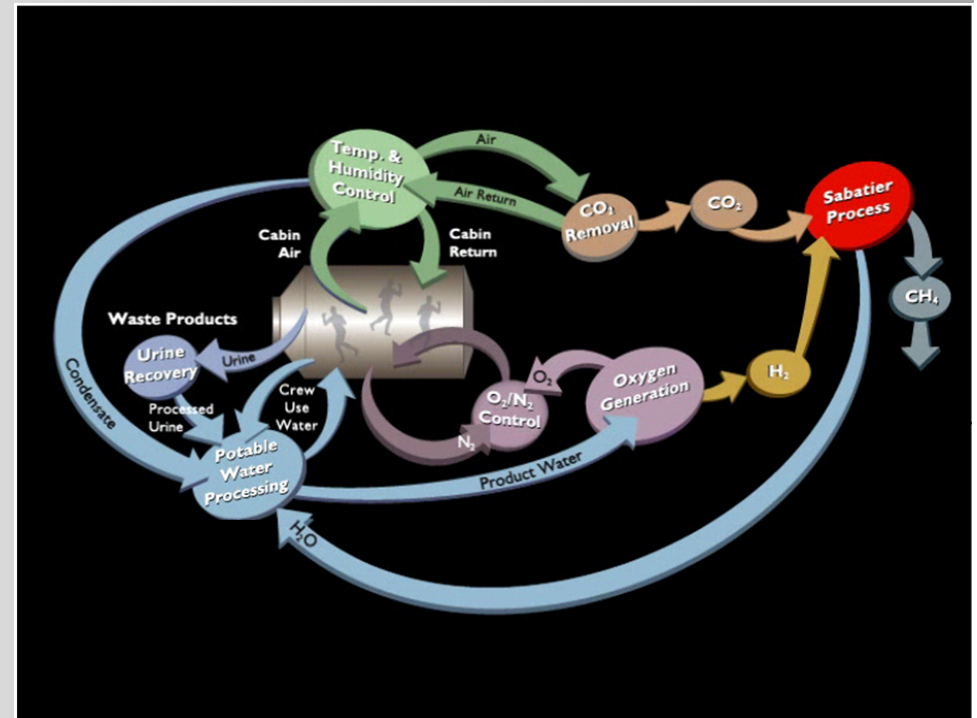 Temp. &
Humidity
Control
Air
Air Return
CO₂
Removal
CO₂
Sabatier
Process
CH₄
Cabin
Air
Cabin
Return
Waste Products
Urine
Recovery
Urine
Processed
Urine
Condensate
Crew
Use
Water
Potable
Water
Processing
O₂/N₂
Control
O₂
N₂
Oxygen
Generation
H₂
Product Water
H₂O